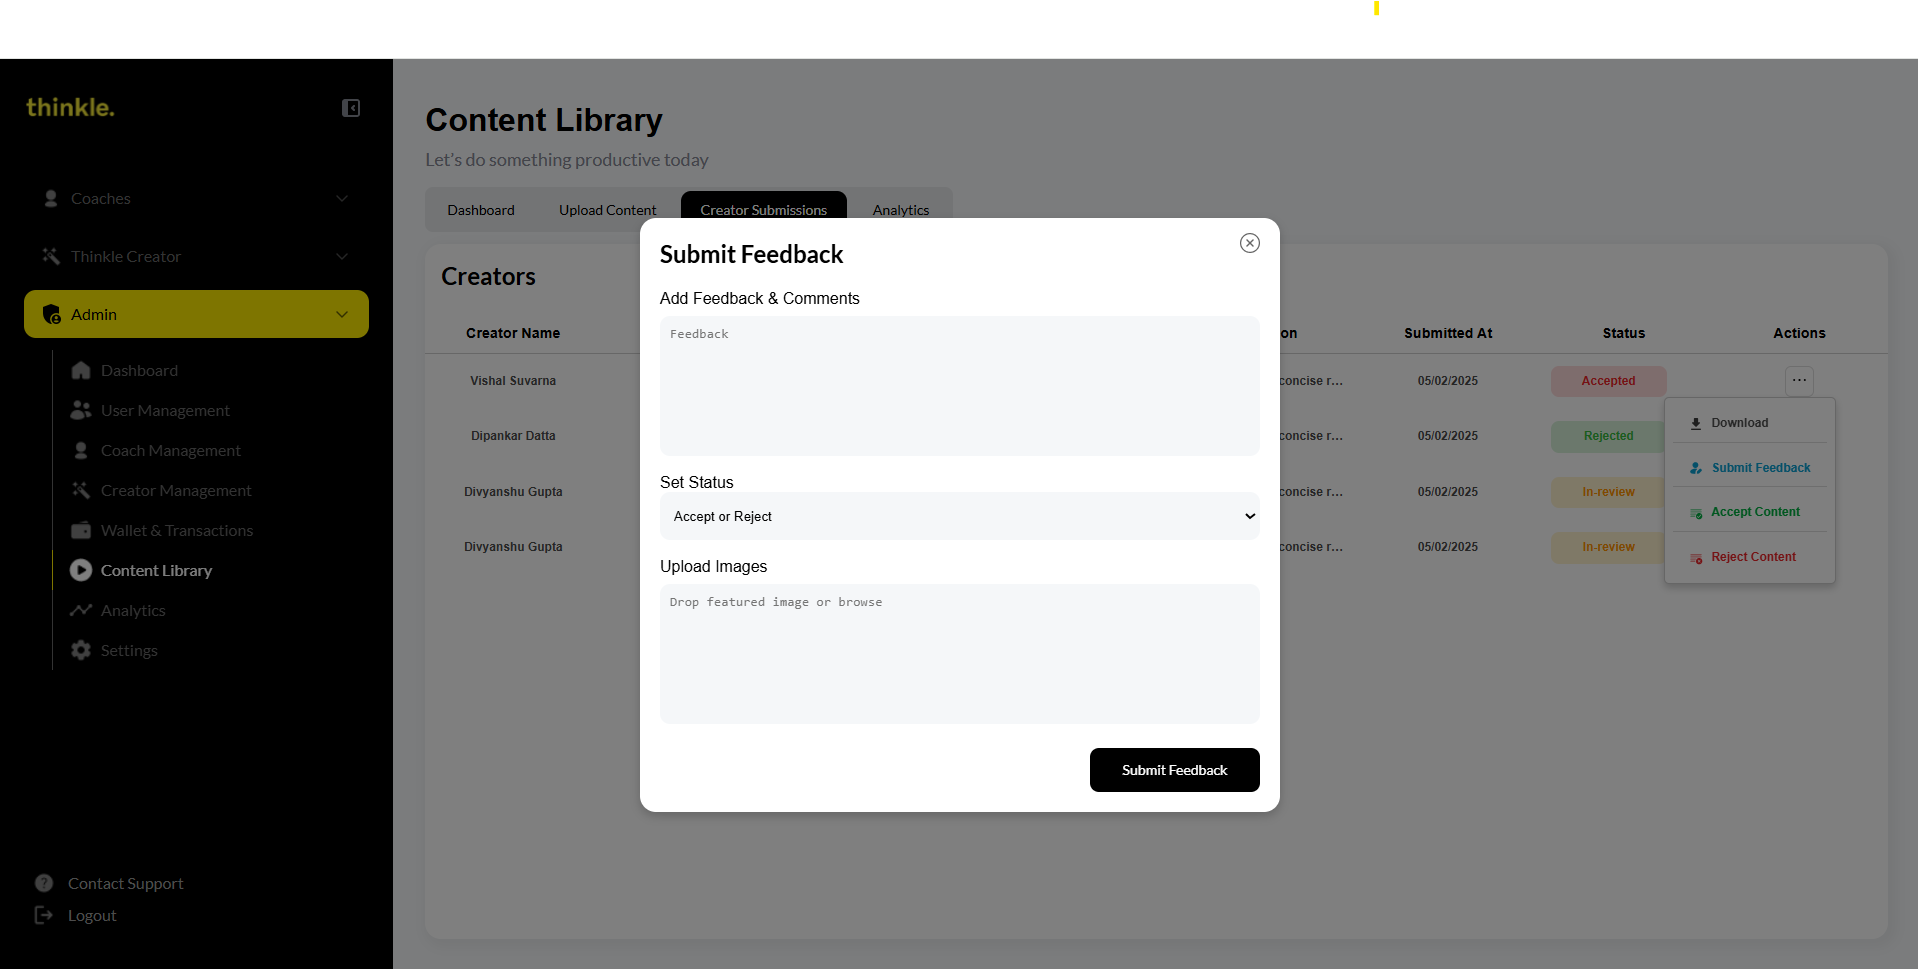 thinkle.
Coaches
Thinkle Creator
Admin
Dashboard
User Management
Coach Management
Creator Management
Wallet & Transactions
Content Library
Analytics
Settings
Contact Support
Logout
Content Library
Let's do something productive today
Dashboard Upload Content Creator Submissions Analytics
Creators
Creator Name on Submitted At Status Actions
Vishal Suvarna concise r... 05/02/2025 Accepted ...
Dipankar Datta concise r... 05/02/2025 Rejected
Divyanshu Gupta concise r... 05/02/2025 In-review
Divyanshu Gupta concise r... 05/02/2025 In-review
Download
Submit Feedback
Accept Content
Reject Content
Submit Feedback
Add Feedback & Comments
Feedback
Set Status
Accept or Reject
Upload Images
Drop featured image or browse
Submit Feedback